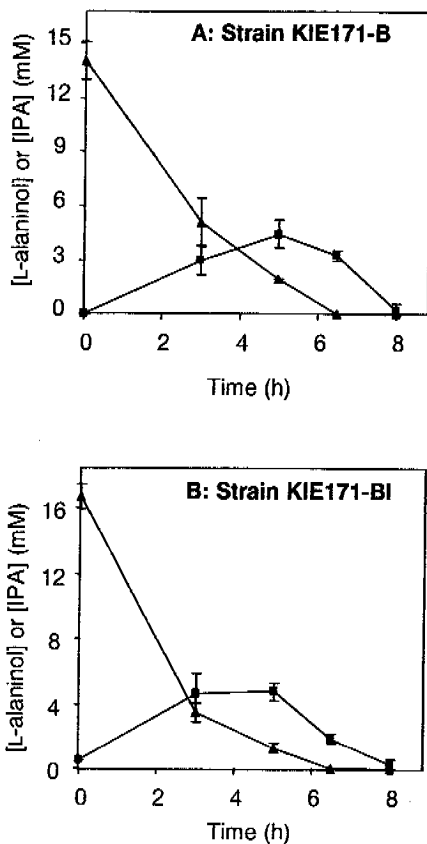 A: Strain KIE171-B
[L-alaninol] or [IPA] (mM)
15
12
9
6
3
0
0 2 4 6 8
Time (h)
B: Strain KIE171-BI
[L-alaninol] or [IPA] (mM)
16
12
8
4
0
0 2 4 6 8
Time (h)